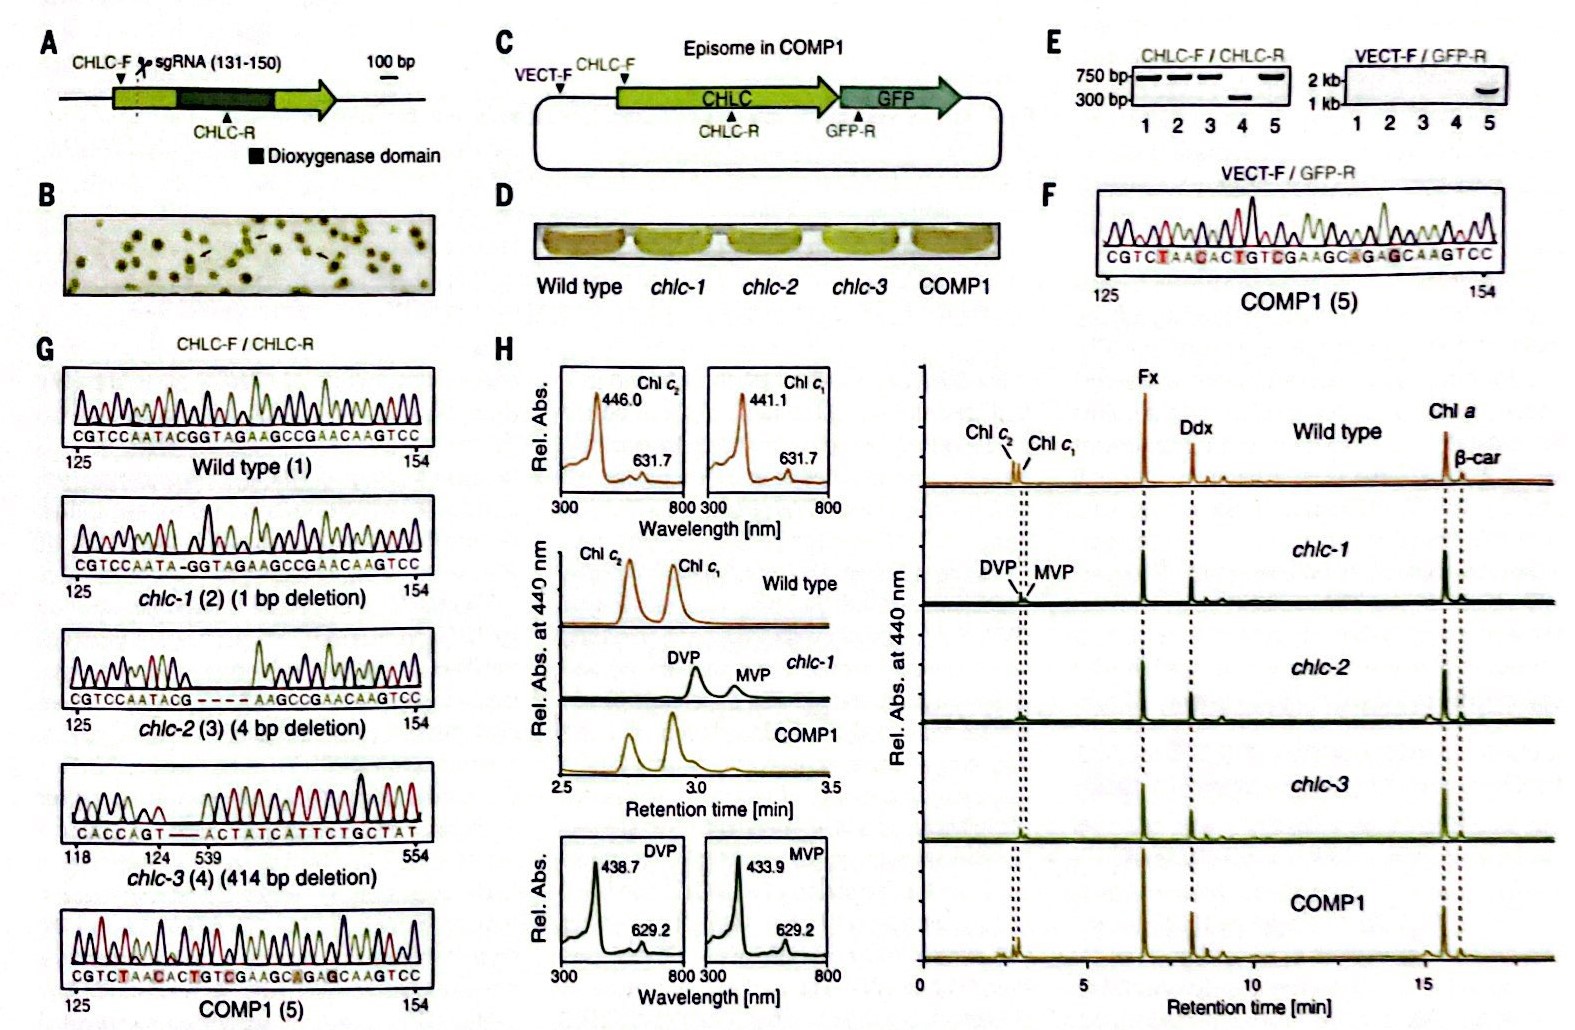 A
CHLC-F
sgRNA (131-150)
100 bp
CHLC-R
Dioxygenase domain
B
C
Episome in COMP1
VECT-F
CHLC-F
CHLC
GFP
CHLC-R
GFP-R
D
Wild type
chlc-1
chlc-2
chlc-3
COMP1
E
CHLC-F / CHLC-R
750 bp
300 bp
1 2 3 4 5
VECT-F / GFP-R
2 kb
1 kb
1 2 3 4 5
F
VECT-F / GFP-R
CGTCTAACACTGTCGAAGCAGAGCAAGTCC
125
154
COMP1 (5)
G
CHLC-F / CHLC-R
CGTCCAATACGGTAGAAGCCGAACAAGTCC
125
154
Wild type (1)
CGTCCAATA-GGTAGAAGCCGAACAAGTCC
125
154
chlc-1 (2) (1 bp deletion)
CGTCCAATACG----AAGCCGAACAAGTCC
125
154
chlc-2 (3) (4 bp deletion)
CACCAGT — ACTATCATTCTGCTAT
118 124 539 554
chlc-3 (4) (414 bp deletion)
CGTCTAACACTGTCGAAGCAGAGCAAGTCC
125
154
COMP1 (5)
H
Rel. Abs.
Chl c2
446.0
631.7
300 800
Chl c1
441.1
631.7
300 800
Wavelength [nm]
Rel. Abs. at 440 nm
Chl c2
Chl c1
Wild type
DVP
MVP
chlc-1
COMP1
2.5 3.0 3.5
Retention time [min]
Rel. Abs.
DVP
438.7
629.2
300 800
MVP
433.9
629.2
300 800
Wavelength [nm]
Rel. Abs. at 440 nm
Chl c2
Chl c1
Fx
Ddx
Wild type
Chl a
β-car
DVP
MVP
chlc-1
chlc-2
chlc-3
COMP1
0 5 10 15
Retention time [min]